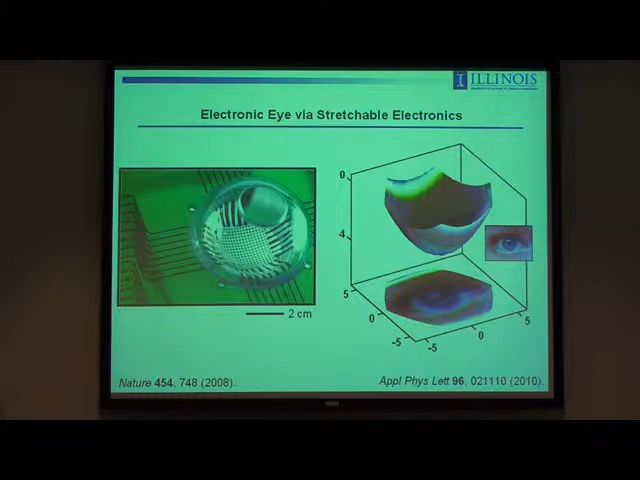 ILLINOIS
Electronic Eye via Stretchable Electronics
0
4
5
0
-5
-5
0
5
2 cm
Nature 454, 748 (2008).
Appl Phys Lett 96, 021110 (2010).